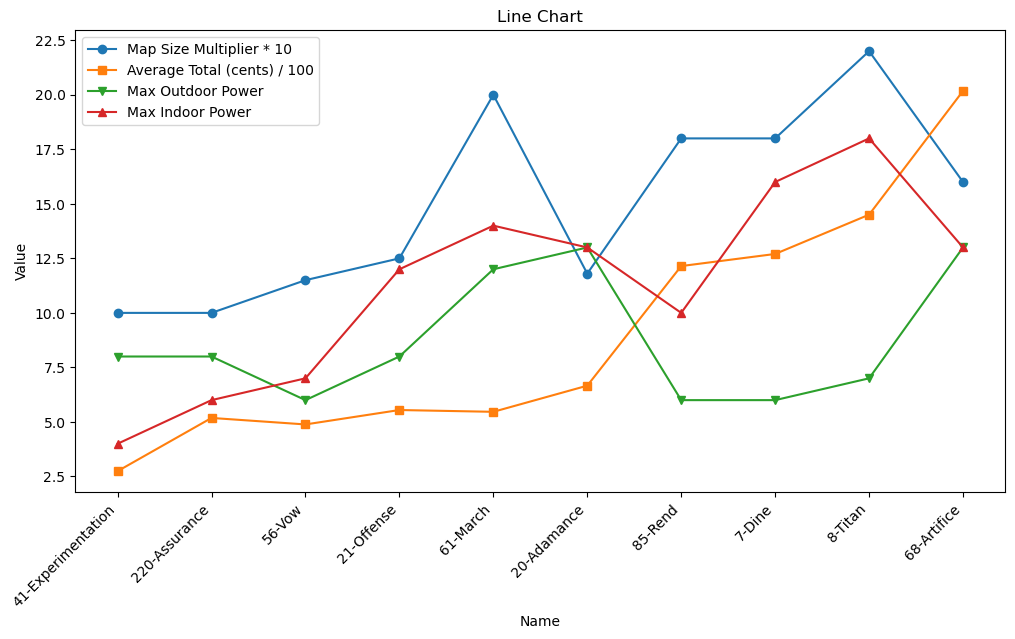 Line Chart
Map Size Multiplier * 10
Average Total (cents) / 100
Max Outdoor Power
Max Indoor Power
22.5
20.0
17.5
15.0
12.5
10.0
7.5
5.0
2.5
Value
41-Experimentation
220-Assurance
56-Vow
21-Offense
61-March
20-Adamance
85-Rend
7-Dine
8-Titan
68-Artifice
Name